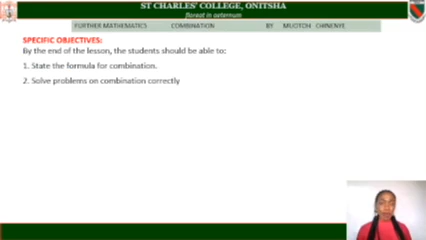 ST CHARLES' COLLEGE, ONITSHA
floreat in aeternum
FURTHER MATHEMATICS COMBINATION BY MUOTOH CHINENYE
SPECIFIC OBJECTIVES:
By the end of the lesson, the students should be able to:
1. State the formula for combination.
2. Solve problems on combination correctly